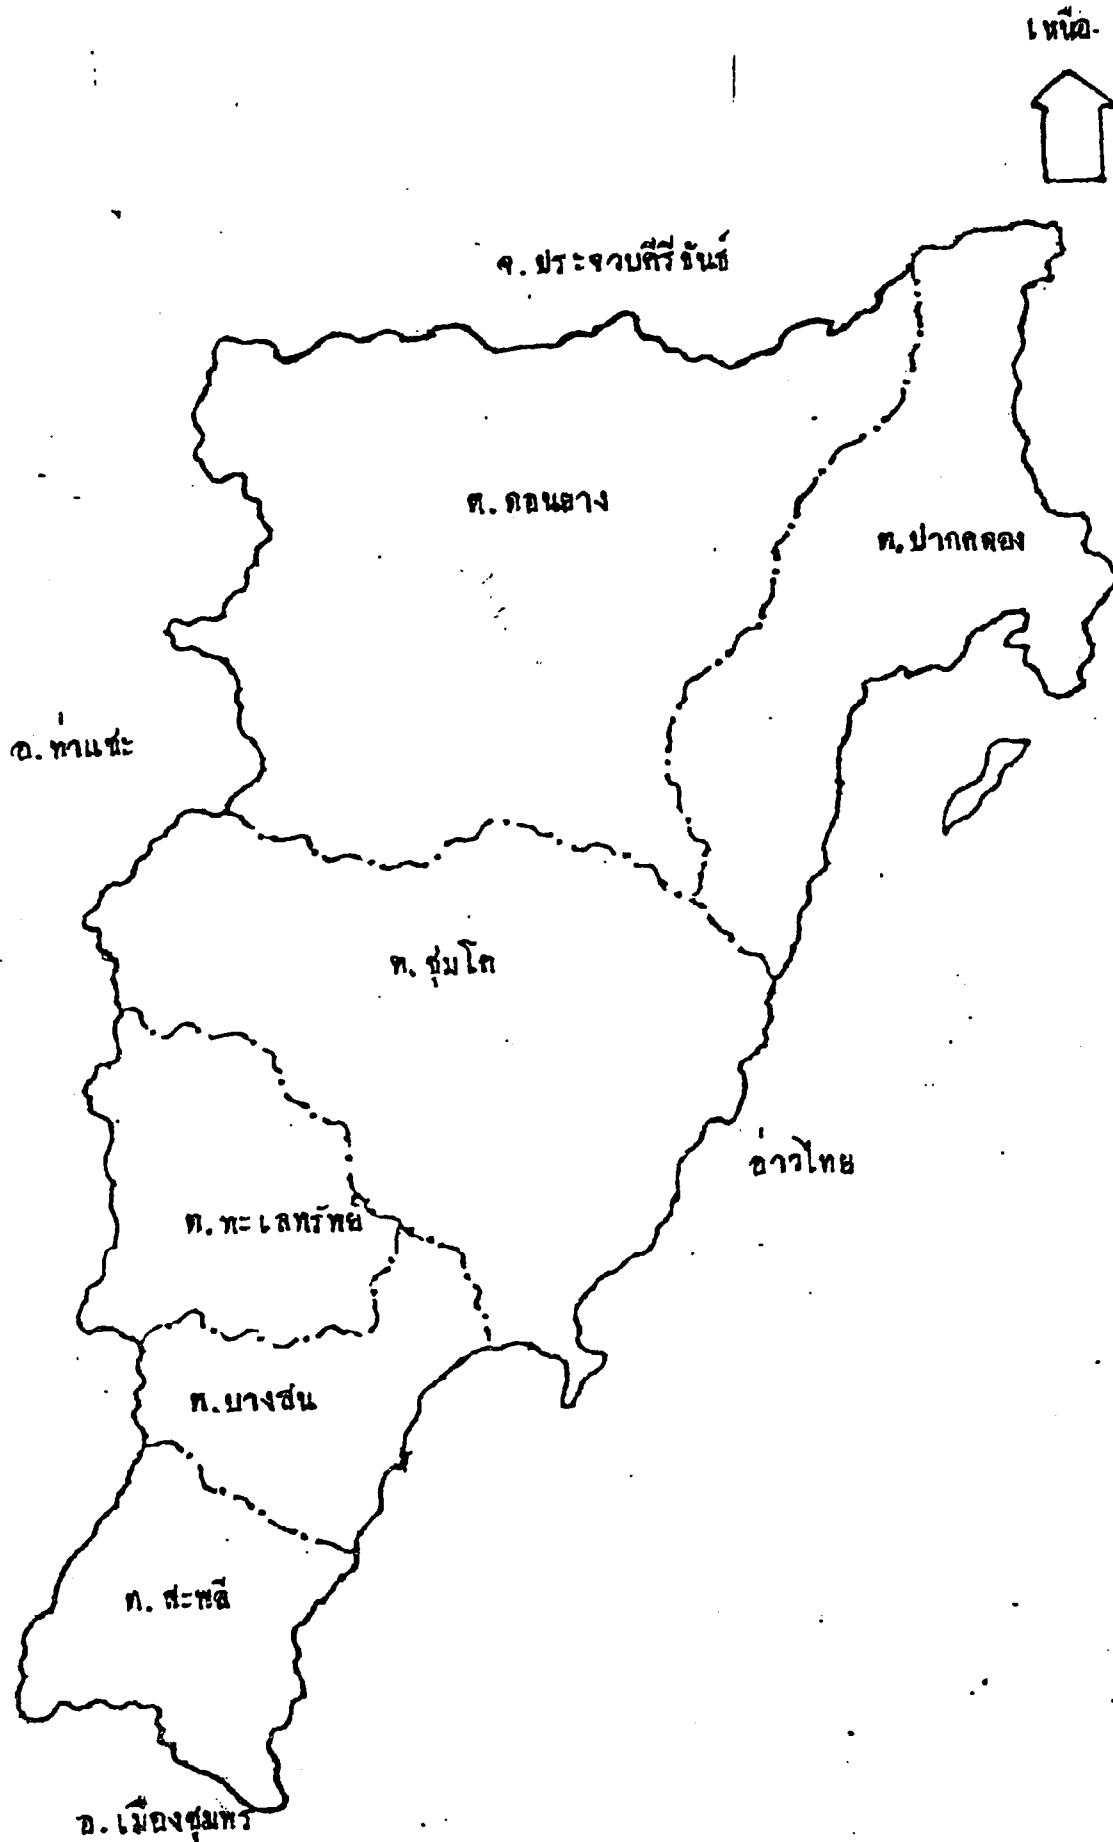 เหนือ
จ.ประจวบคีรีขันธ์
ต.ดอนยาง
ต.ปากคลอง
อ.ท่าแซะ
ต.ชุมโค
อ่าวไทย
ต.ทะเลทรัพย์
ต.บางสน
ต.สะพลี
อ.เมืองชุมพร